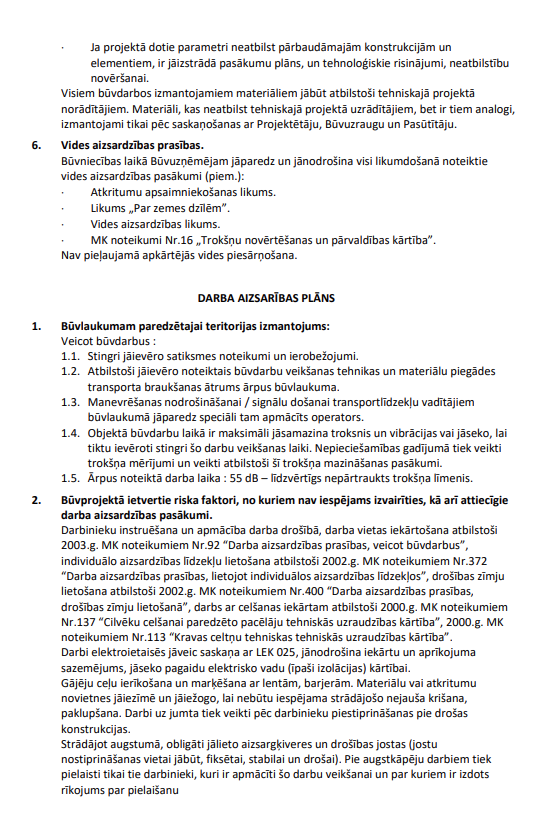 · Ja projektā dotie parametri neatbilst pārbaudāmajām konstrukcijām un
elementiem, ir jāizstrādā pasākumu plāns, un tehnoloģiskie risinājumi, neatbilstību
novēršanai.
Visiem būvdarbos izmantojamiem materiāliem jābūt atbilstoši tehniskajā projektā
norādītājiem. Materiāli, kas neatbilst tehniskajā projektā uzrādītājiem, bet ir tiem analogi,
izmantojami tikai pēc saskaņošanas ar Projektētāju, Būvuzraugu un Pasūtītāju.
6. Vides aizsardzības prasības.
Būvniecības laikā Būvuzņēmējam jāparedz un jānodrošina visi likumdošanā noteiktie
vides aizsardzības pasākumi (piem.):
· Atkritumu apsaimniekošanas likums.
· Likums „Par zemes dzīlēm”.
· Vides aizsardzības likums.
· MK noteikumi Nr.16 „Trokšņu novērtēšanas un pārvaldības kārtība”.
Nav pieļaujamā apkārtējās vides piesārņošana.
DARBA AIZSARĪBAS PLĀNS
1. Būvlaukumam paredzētajai teritorijas izmantojums:
Veicot būvdarbus :
1.1. Stingri jāievēro satiksmes noteikumi un ierobežojumi.
1.2. Atbilstoši jāievēro noteiktais būvdarbu veikšanas tehnikas un materiālu piegādes
transporta braukšanas ātrums ārpus būvlaukuma.
1.3. Manevrēšanas nodrošināšanai / signālu došanai transportlīdzekļu vadītājiem
būvlaukumā jāparedz speciāli tam apmācīts operators.
1.4. Objektā būvdarbu laikā ir maksimāli jāsamazina troksnis un vibrācijas vai jāseko, lai
tiktu ievēroti stingri šo darbu veikšanas laiki. Nepieciešamības gadījumā tiek veikti
trokšņa mērījumi un veikti atbilstoši šī trokšņa mazināšanas pasākumi.
1.5. Ārpus noteiktā darba laika : 55 dB – līdzvērtīgs nepārtraukts trokšņa līmenis.
2. Būvprojektā ietvertie riska faktori, no kuriem nav iespējams izvairīties, kā arī attiecīgie
darba aizsardzības pasākumi.
Darbinieku instruēšana un apmācība darba drošībā, darba vietas iekārtošana atbilstoši
2003.g. MK noteikumiem Nr.92 “Darba aizsardzības prasības, veicot būvdarbus”,
individuālo aizsardzības līdzekļu lietošana atbilstoši 2002.g. MK noteikumiem Nr.372
“Darba aizsardzības prasības, lietojot individuālos aizsardzības līdzekļos”, drošības zīmju
lietošana atbilstoši 2002.g. MK noteikumiem Nr.400 “Darba aizsardzības prasības,
drošības zīmju lietošanā”, darbs ar celšanas iekārtam atbilstoši 2000.g. MK noteikumiem
Nr.137 “Cilvēku celšanai paredzēto pacēlāju tehniskās uzraudzības kārtība”, 2000.g. MK
noteikumiem Nr.113 “Kravas celtņu tehniskas tehniskās uzraudzības kārtība”.
Darbi elektroietaisēs jāveic saskaņa ar LEK 025, jānodrošina iekārtu un aprīkojuma
sazemējums, jāseko pagaidu elektrisko vadu (īpaši izolācijas) kārtībai.
Gājēju ceļu ierīkošana un marķēšana ar lentām, barjerām. Materiālu vai atkritumu
novietnes jāiezīmē un jāiežogo, lai nebūtu iespējama strādājošo nejauša krišana,
paklupšana. Darbi uz jumta tiek veikti pēc darbinieku piestiprināšanas pie drošas
konstrukcijas.
Strādājot augstumā, obligāti jālieto aizsargķiveres un drošības jostas (jostu
nostiprināšanas vietai jābūt, fiksētai, stabilai un drošai). Pie augstkāpēju darbiem tiek
pielaisti tikai tie darbinieki, kuri ir apmācīti šo darbu veikšanai un par kuriem ir izdots
rīkojums par pielaišanu